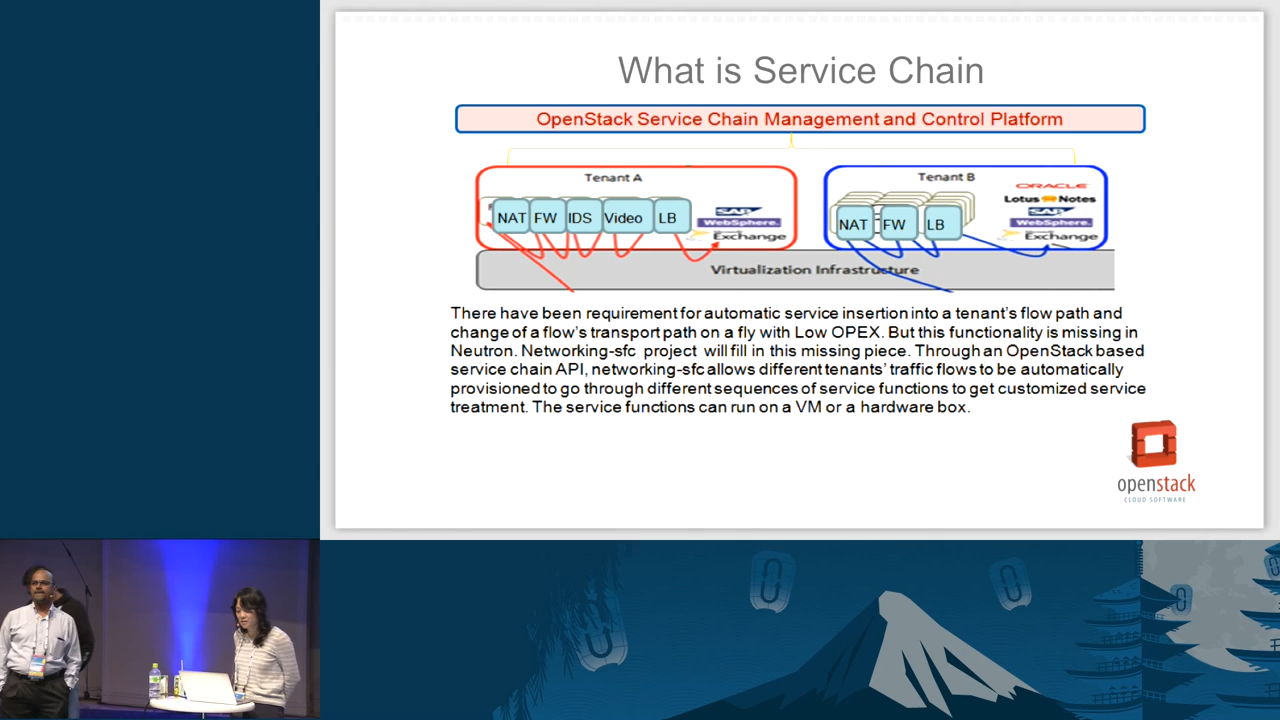 What is Service Chain
OpenStack Service Chain Management and Control Platform
Tenant A
NAT FW IDS Video LB
SAP
WebSphere.
Exchange
Tenant B
NAT FW LB
ORACLE
Lotus Notes
SAP
WebSphere.
Exchange
Virtualization Infrastructure
There have been requirement for automatic service insertion into a tenant's flow path and
change of a flow's transport path on a fly with Low OPEX. But this functionality is missing in
Neutron. Networking-sfc project will fill in this missing piece. Through an OpenStack based
service chain API, networking-sfc allows different tenants' traffic flows to be automatically
provisioned to go through different sequences of service functions to get customized service
treatment. The service functions can run on a VM or a hardware box.
openstack
CLOUD SOFTWARE